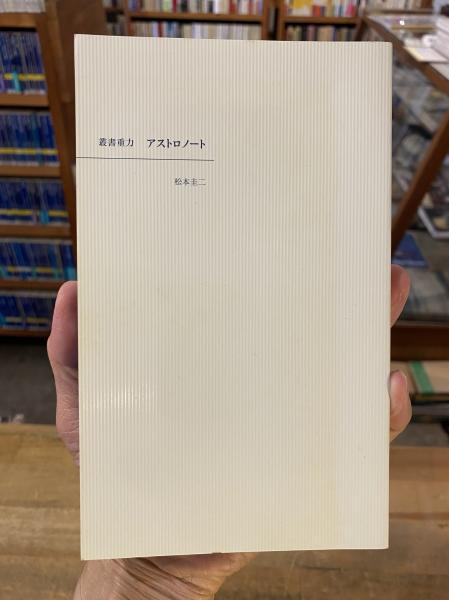 叢書重力　アストロノート
松本圭二